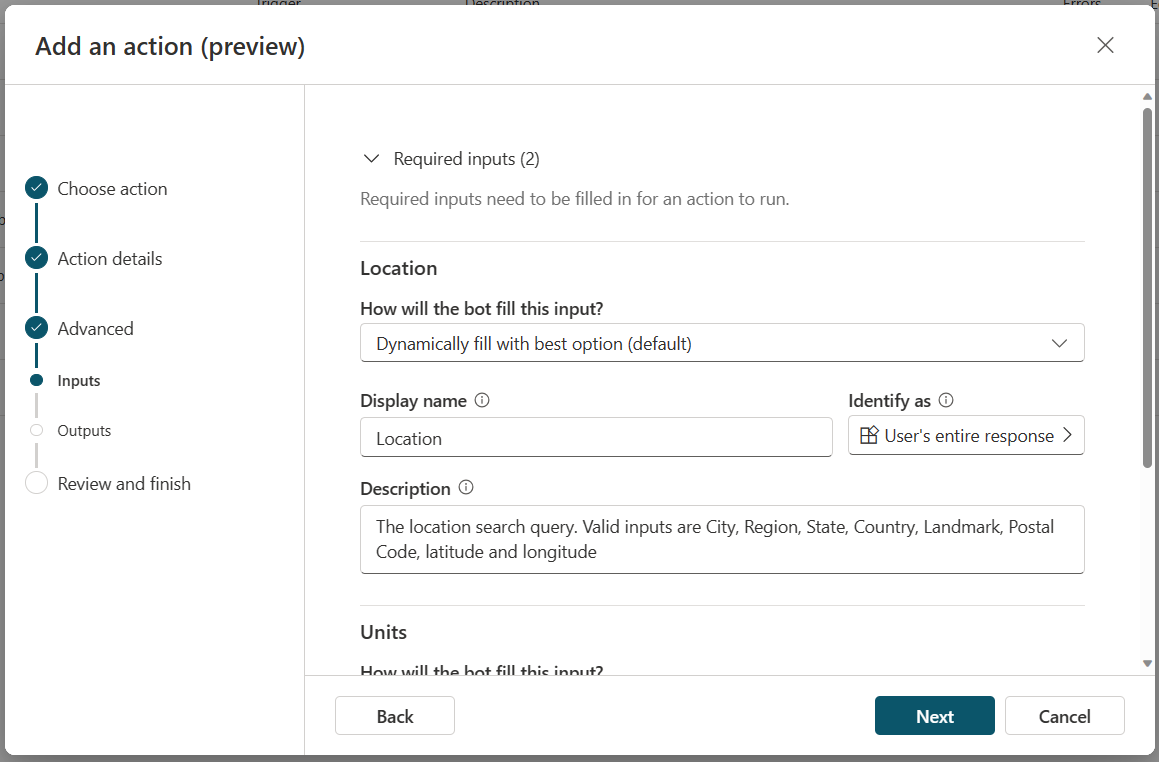 Trigger Description Errors
Add an action (preview)
Choose action
Action details
Advanced
Inputs
Outputs
Review and finish
Required inputs (2)
Required inputs need to be filled in for an action to run.
Location
How will the bot fill this input?
Dynamically fill with best option (default)
Display name
Location
Identify as
User's entire response
Description
The location search query. Valid inputs are City, Region, State, Country, Landmark, Postal
Code, latitude and longitude
Units
How will the bot fill this input?
Back
Next
Cancel